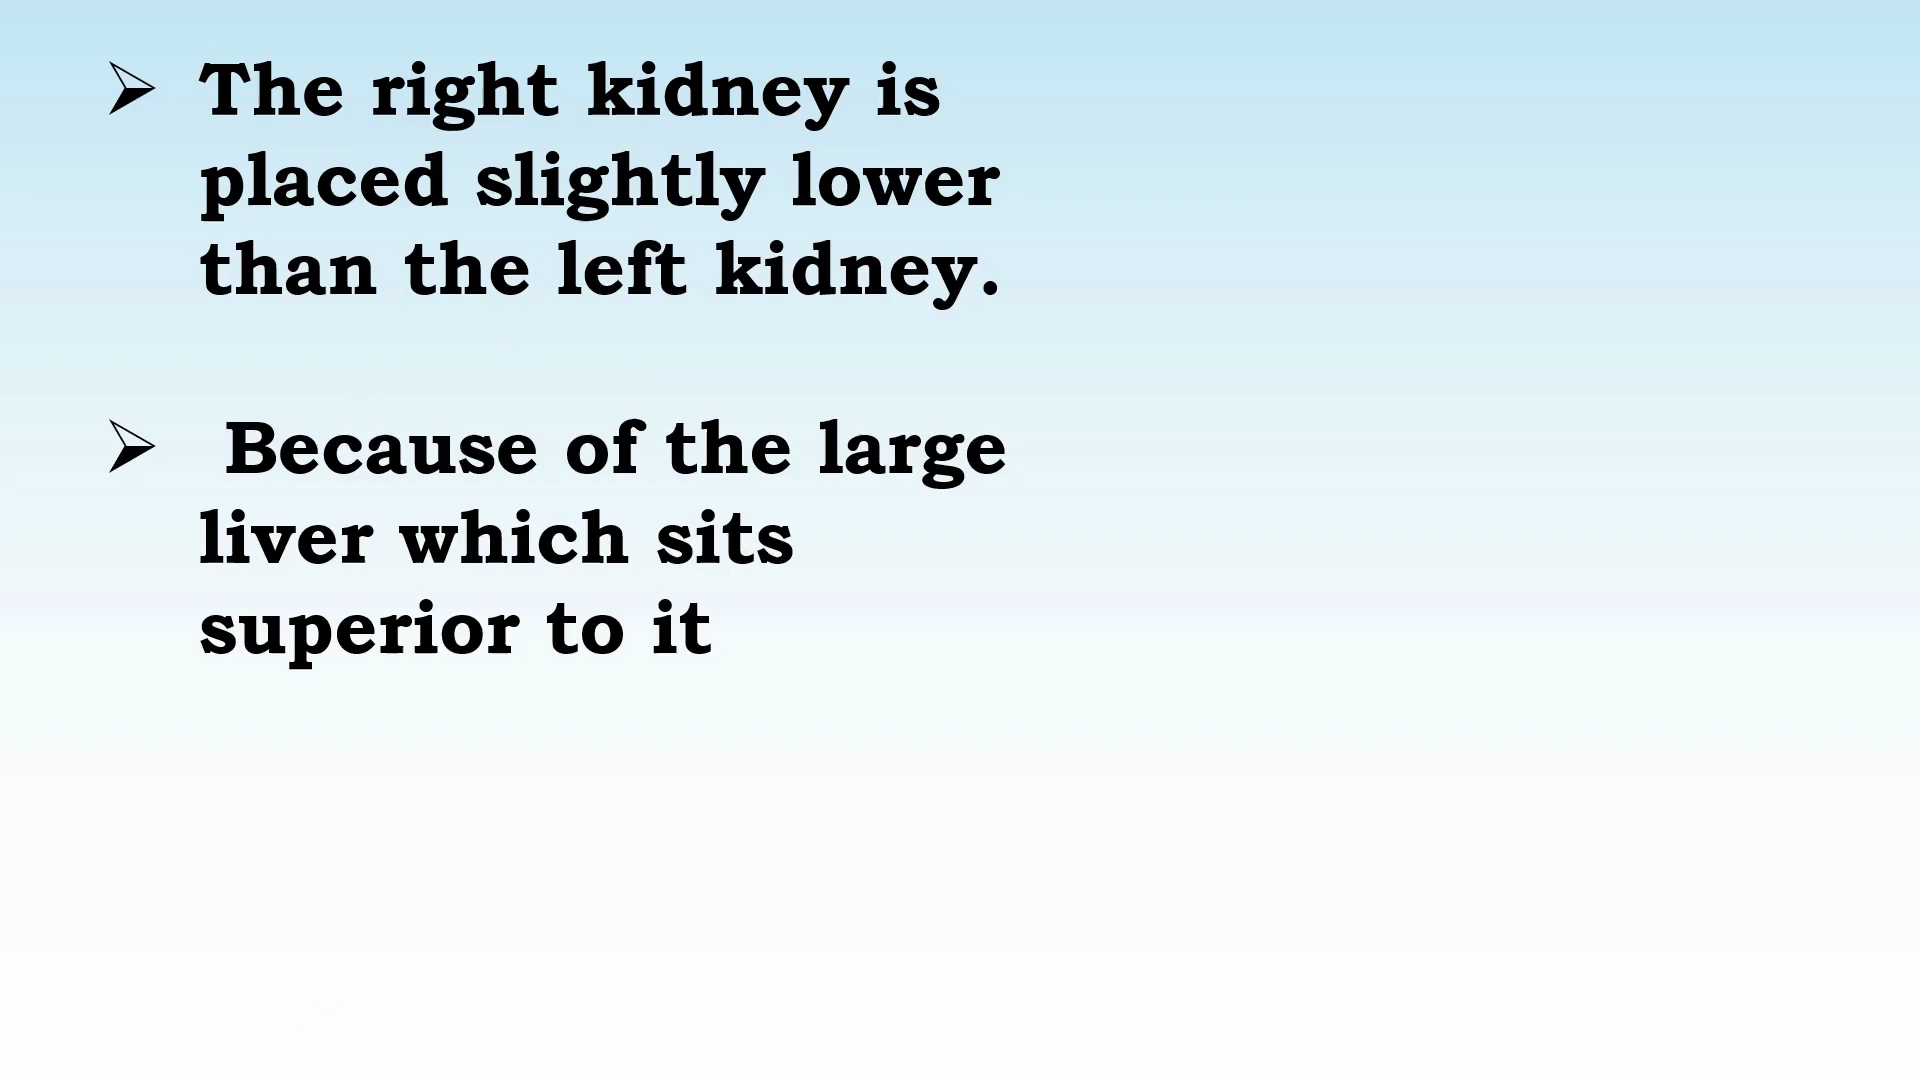 ➢ The right kidney is
placed slightly lower
than the left kidney.
➢ Because of the large
liver which sits
superior to it